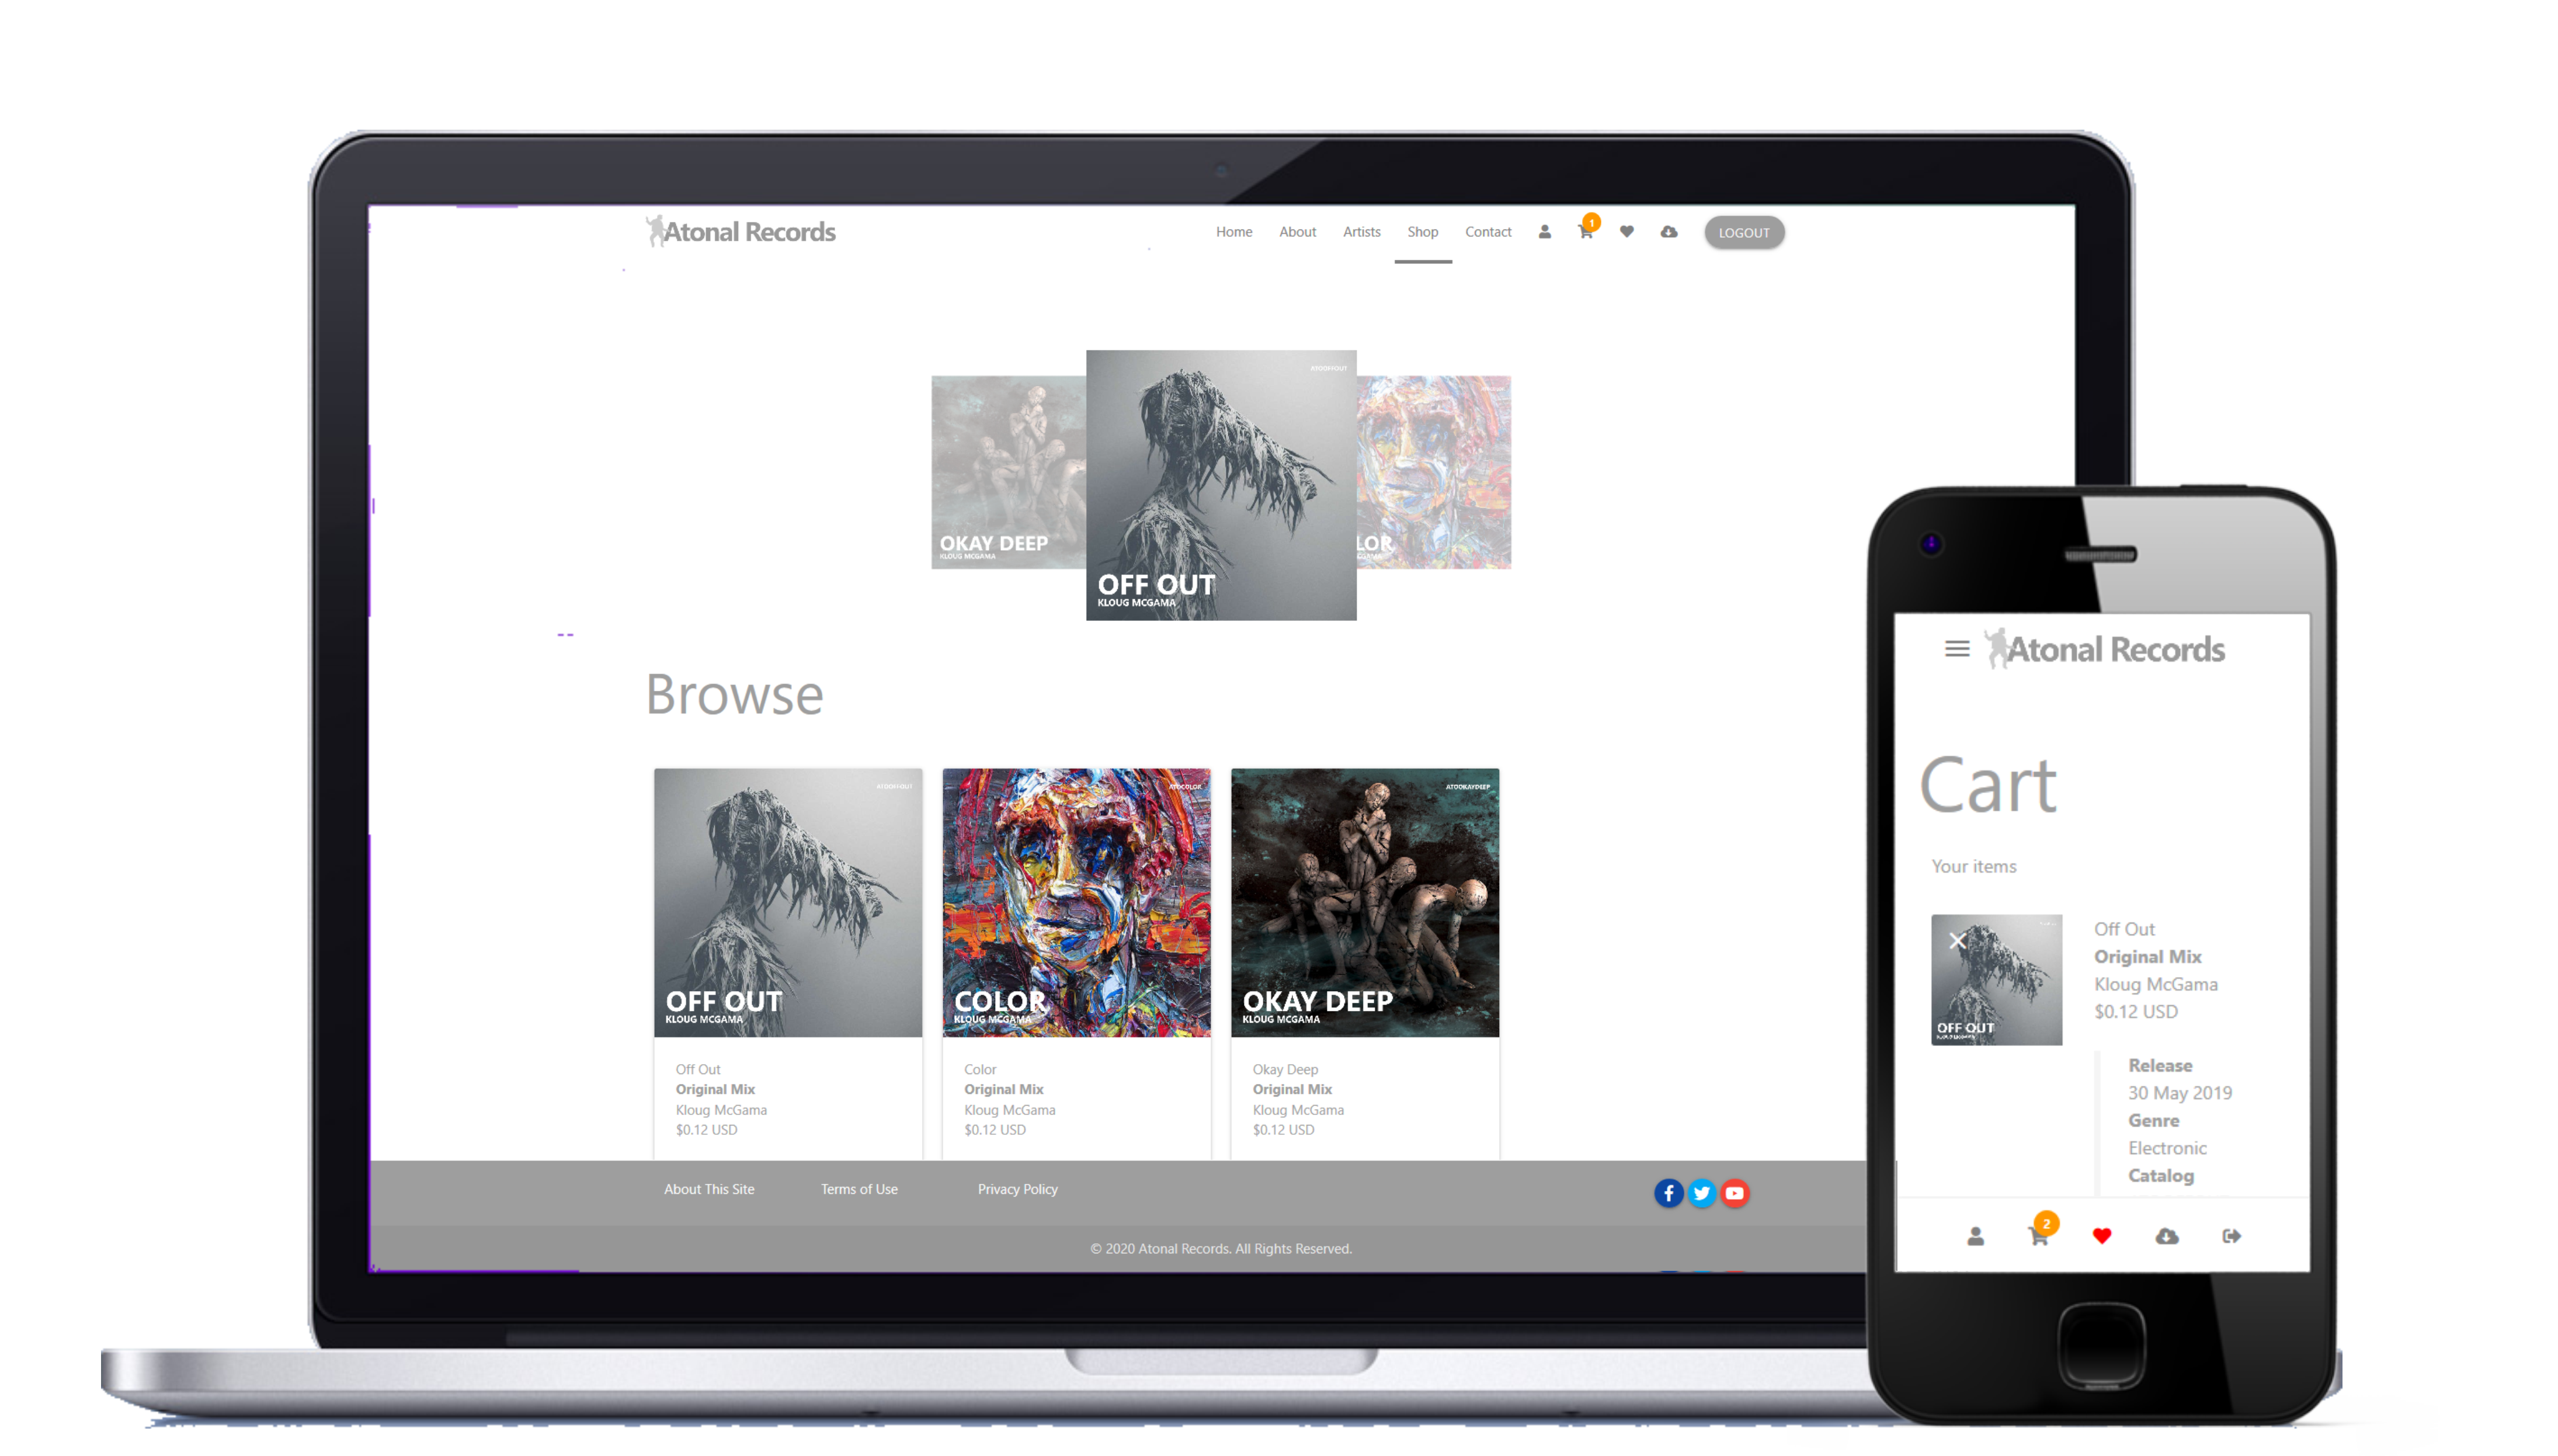 Atonal Records
Home About Artists Shop Contact 1 LOGOUT
ATOOFFOUT
OKAY DEEP
KLOUG MCGAMA
OFF OUT
KLOUG MCGAMA
LOR
Browse
ATOOFFOUT
OFF OUT
KLOUG MCGAMA
Off Out
Original Mix
Kloug McGama
$0.12 USD
ATOCOLOR
COLOR
KLOUG MCGAMA
Color
Original Mix
Kloug McGama
$0.12 USD
ATOOKAYDEEP
OKAY DEEP
KLOUG MCGAMA
Okay Deep
Original Mix
Kloug McGama
$0.12 USD
About This Site Terms of Use Privacy Policy
© 2020 Atonal Records. All Rights Reserved.
Atonal Records
Cart
Your items
OFF OUT
Off Out
Original Mix
Kloug McGama
$0.12 USD
Release
30 May 2019
Genre
Electronic
Catalog
2